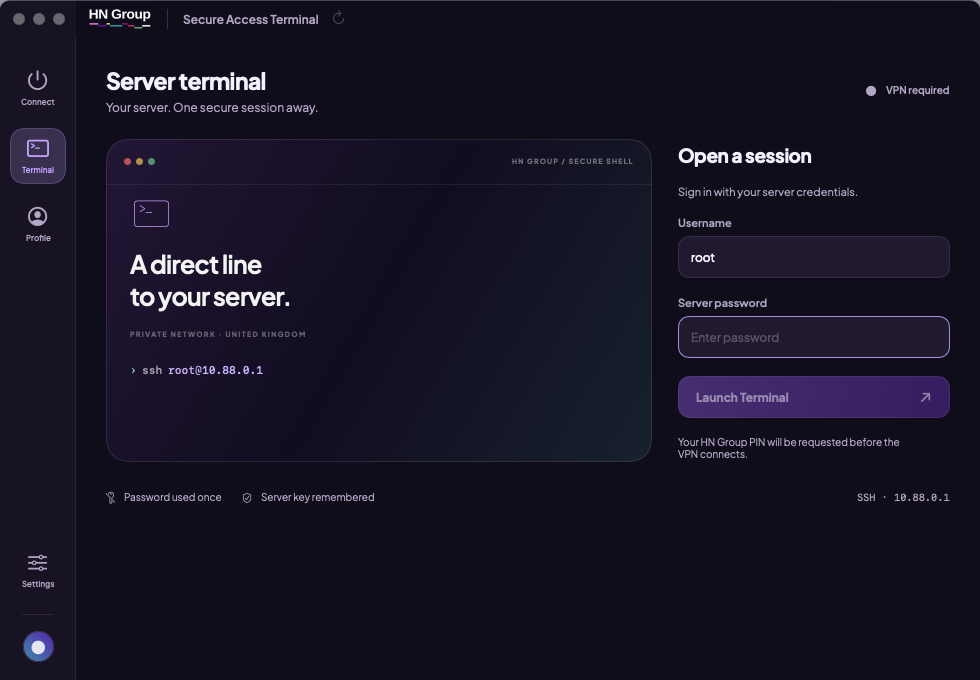 HN Group
Secure Access Terminal
Connect
Terminal
Profile
Settings
Server terminal
Your server. One secure session away.
VPN required
HN GROUP / SECURE SHELL
>_
A direct line
to your server.
PRIVATE NETWORK · UNITED KINGDOM
› ssh root@10.88.0.1
Open a session
Sign in with your server credentials.
Username
root
Server password
Enter password
Launch Terminal
Your HN Group PIN will be requested before the
VPN connects.
Password used once
Server key remembered
SSH · 10.88.0.1